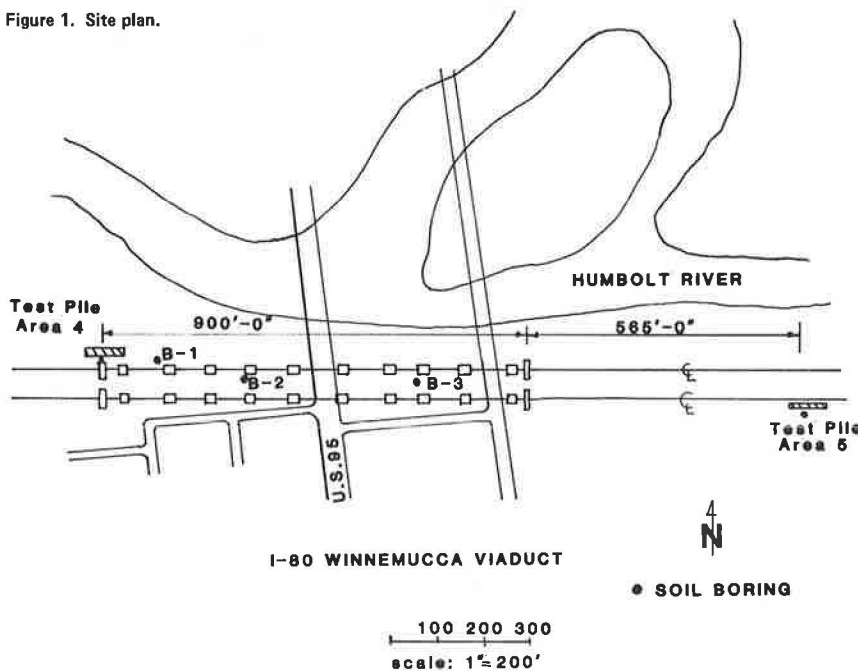 Figure 1. Site plan.
HUMBOLT RIVER
Test Pile
Area 4
900'-0"
565'-0"
B-1
B-2
B-3
Test Pile
Area 5
U.S. 95
N
I-80 WINNEMUCCA VIADUCT
SOIL BORING
100 200 300
scale: 1"=200'